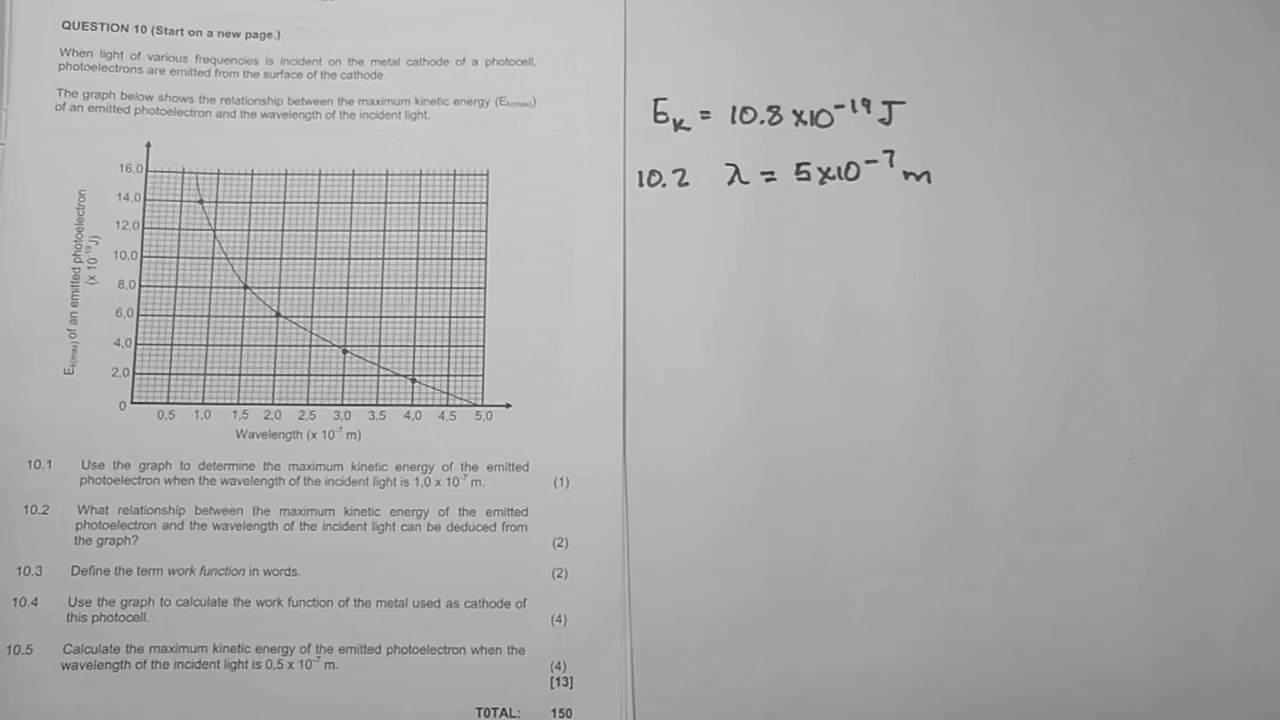 QUESTION 10 (Start on a new page.)
When light of various frequencies is incident on the metal cathode of a photocell,
photoelectrons are emitted from the surface of the cathode.
The graph below shows the relationship between the maximum kinetic energy (Ek(max))
of an emitted photoelectron and the wavelength of the incident light.
Ek(max) of an emitted photoelectron
(x 10⁻¹⁹ J)
16,0
14,0
12,0
10,0
8,0
6,0
4,0
2,0
0
0,5 1,0 1,5 2,0 2,5 3,0 3,5 4,0 4,5 5,0
Wavelength (x 10⁻⁷ m)
10.1 Use the graph to determine the maximum kinetic energy of the emitted
photoelectron when the wavelength of the incident light is 1,0 x 10⁻⁷ m. (1)
10.2 What relationship between the maximum kinetic energy of the emitted
photoelectron and the wavelength of the incident light can be deduced from
the graph? (2)
10.3 Define the term work function in words. (2)
10.4 Use the graph to calculate the work function of the metal used as cathode of
this photocell. (4)
10.5 Calculate the maximum kinetic energy of the emitted photoelectron when the
wavelength of the incident light is 0,5 x 10⁻⁷ m. (4)
[13]
TOTAL: 150
EK = 10.8 x10⁻¹⁹ J
10.2 λ = 5x10⁻⁷ m